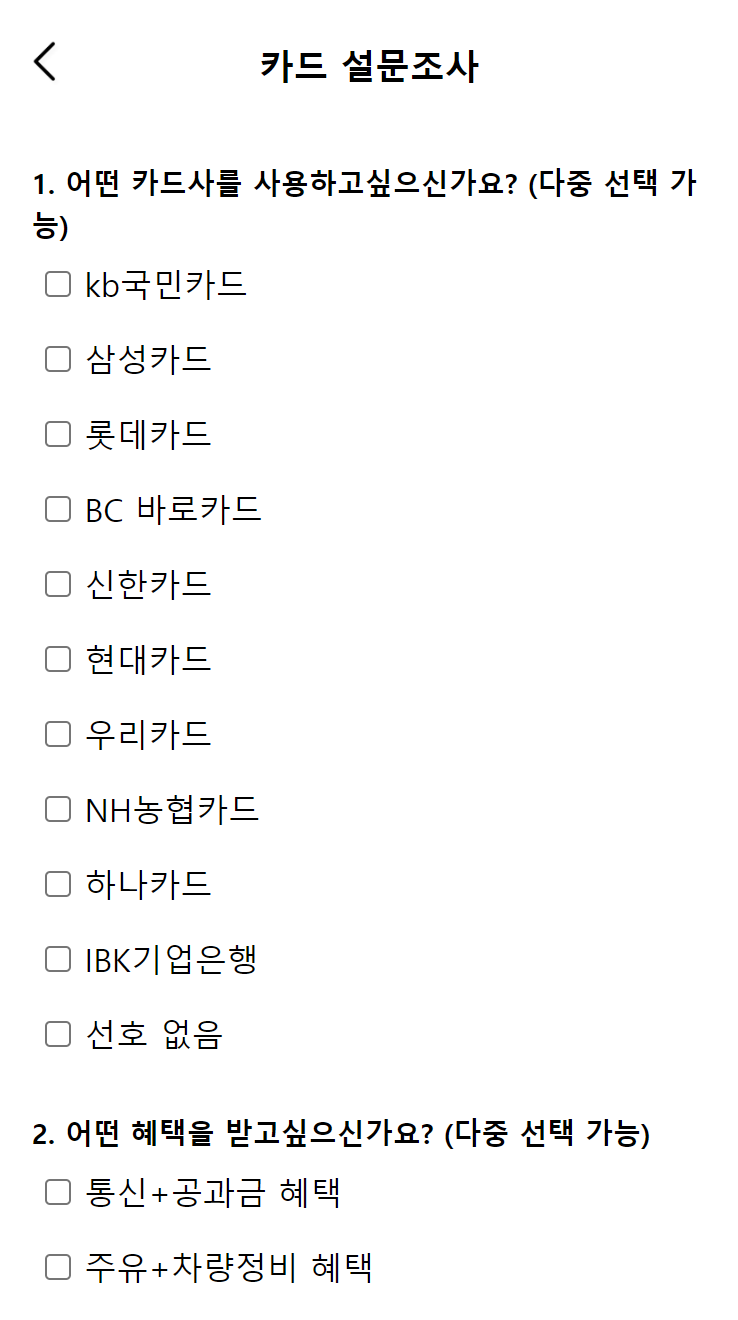 카드 설문조사
1. 어떤 카드사를 사용하고싶으신가요? (다중 선택 가
능)
kb국민카드
삼성카드
롯데카드
BC 바로카드
신한카드
현대카드
우리카드
NH농협카드
하나카드
IBK기업은행
선호 없음
2. 어떤 혜택을 받고싶으신가요? (다중 선택 가능)
통신+공과금 혜택
주유+차량정비 혜택